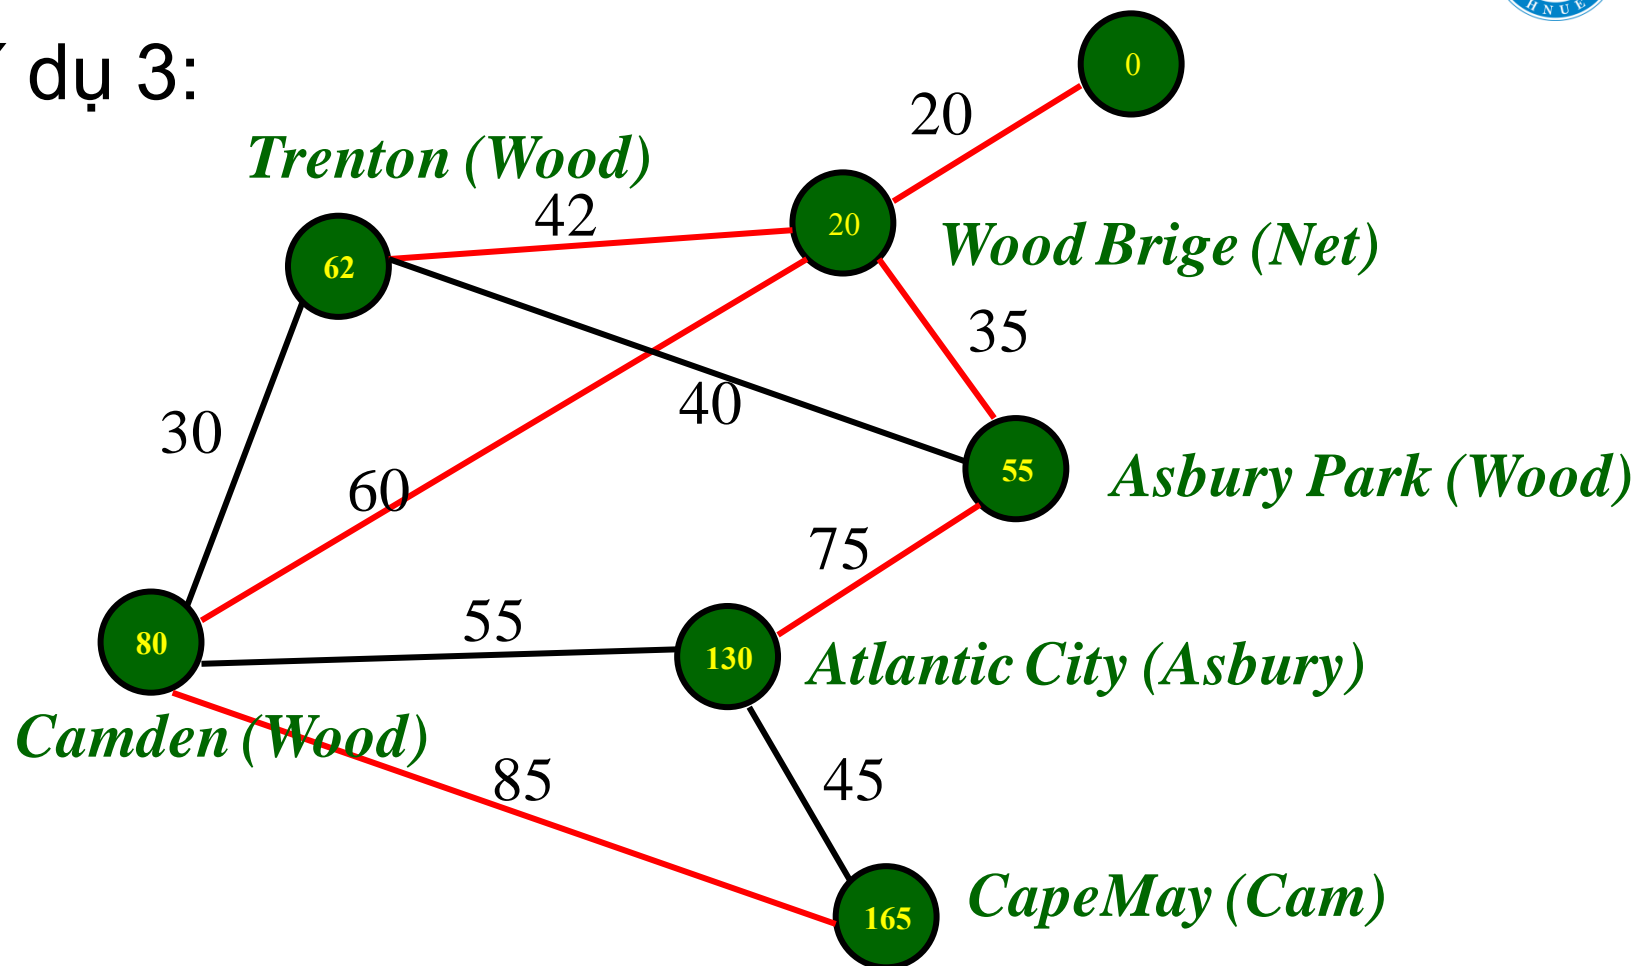 HNUE
dụ 3:
0
20
Trenton (Wood)
42
20
Wood Brige (Net)
62
35
40
30
55
Asbury Park (Wood)
60
75
55
80
130
Atlantic City (Asbury)
Camden (Wood)
85
45
165
CapeMay (Cam)